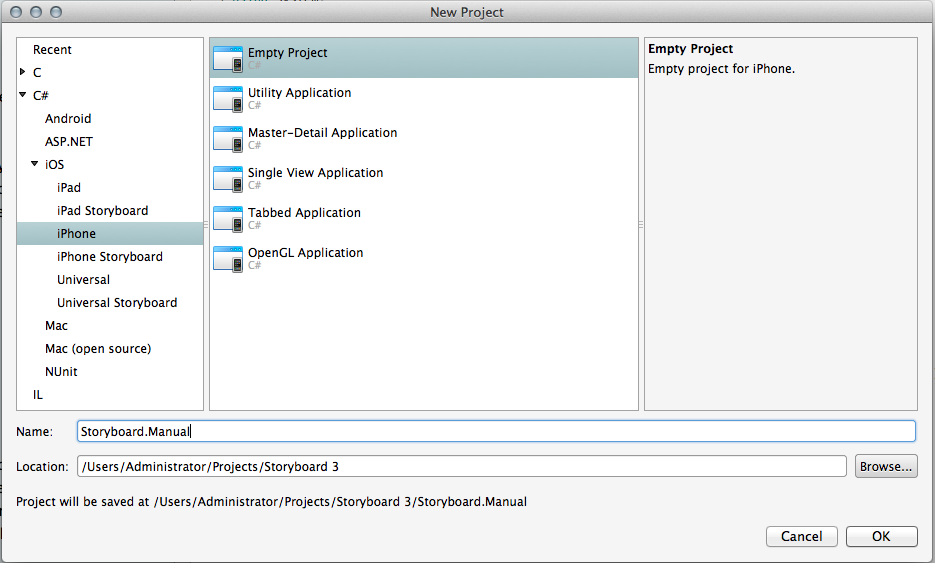 New Project
Recent
C
C#
Android
ASP.NET
iOS
iPad
iPad Storyboard
iPhone
iPhone Storyboard
Universal
Universal Storyboard
Mac
Mac (open source)
NUnit
IL
Empty Project
C#
Utility Application
C#
Master-Detail Application
C#
Single View Application
C#
Tabbed Application
C#
OpenGL Application
C#
Empty Project
Empty project for iPhone.
Name: Storyboard.Manual
Location: /Users/Administrator/Projects/Storyboard 3 Browse...
Project will be saved at /Users/Administrator/Projects/Storyboard 3/Storyboard.Manual
Cancel OK